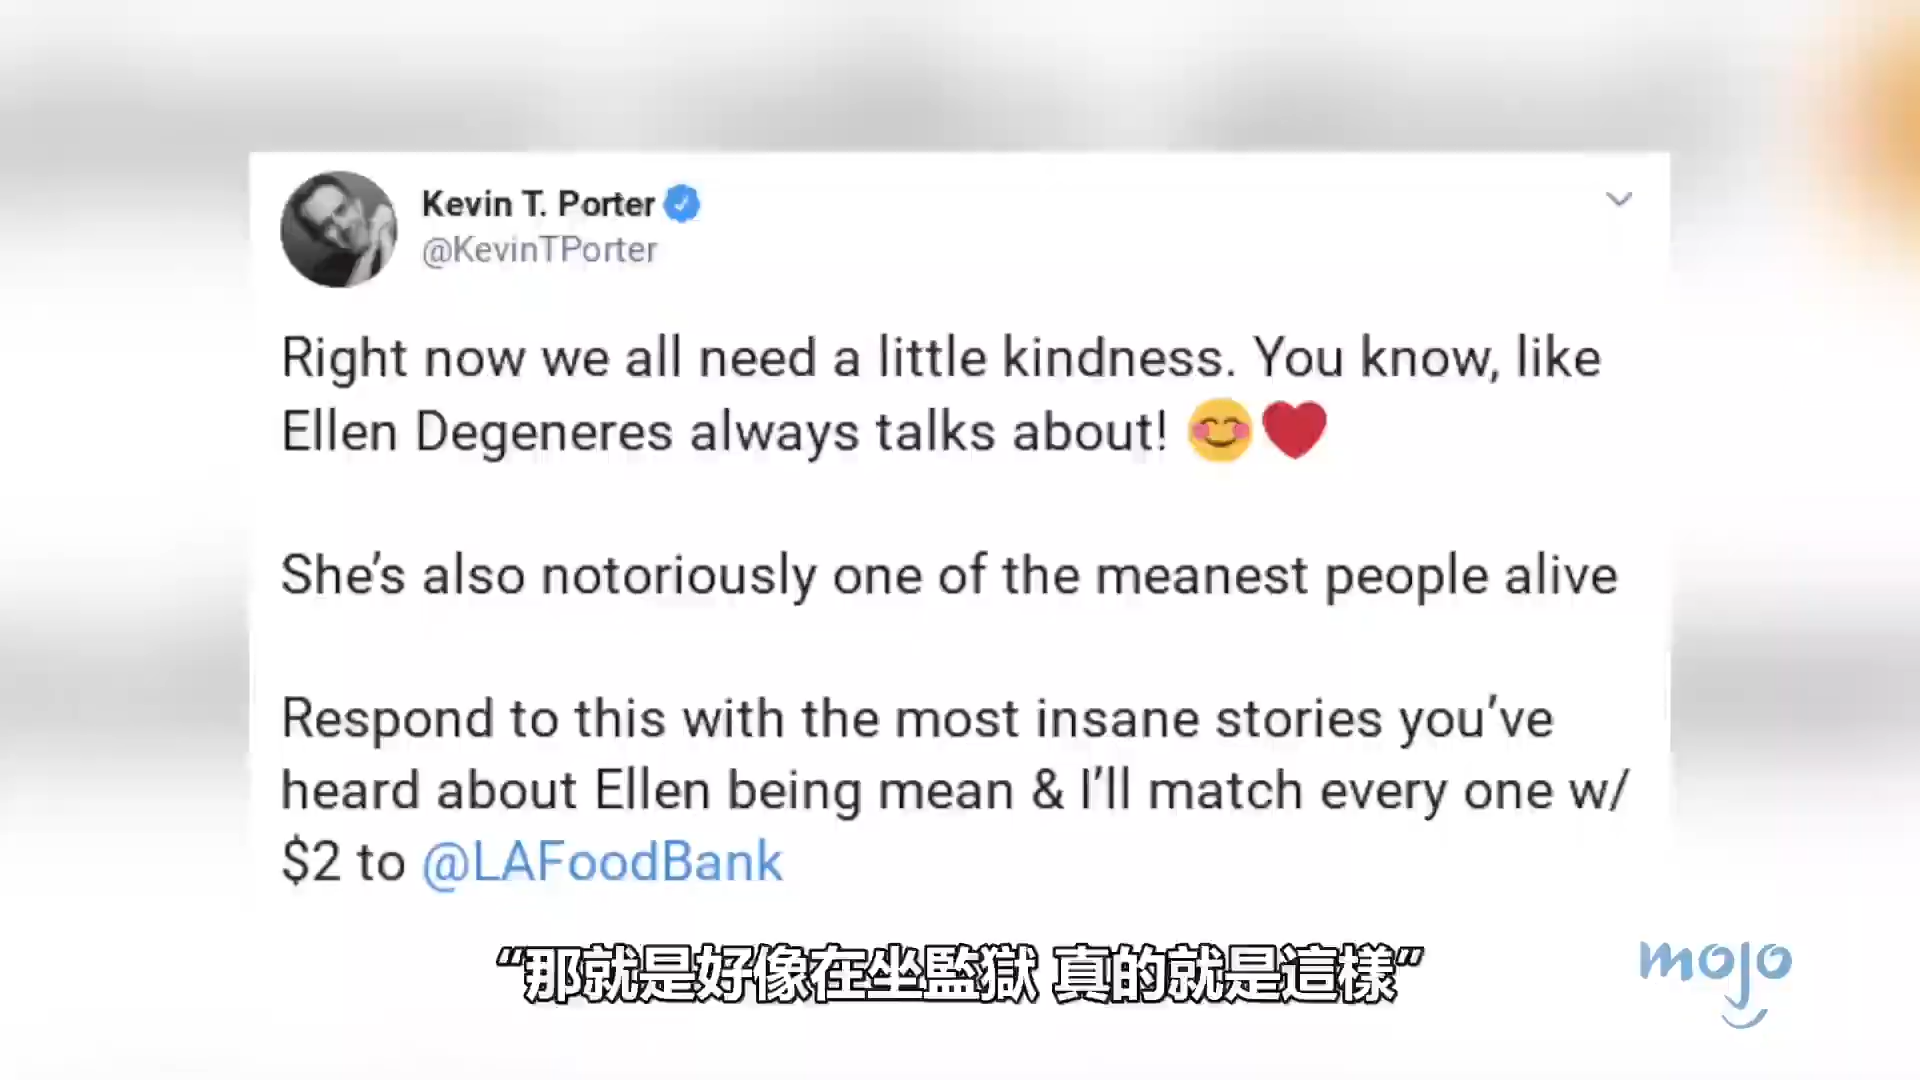 Kevin T. Porter
@KevinTPorter
Right now we all need a little kindness. You know, like
Ellen Degeneres always talks about! 😊❤️
She’s also notoriously one of the meanest people alive
Respond to this with the most insane stories you’ve
heard about Ellen being mean & I’ll match every one w/
$2 to @LAFoodBank
“那就是好像在坐監獄 真的就是這樣”
mojo